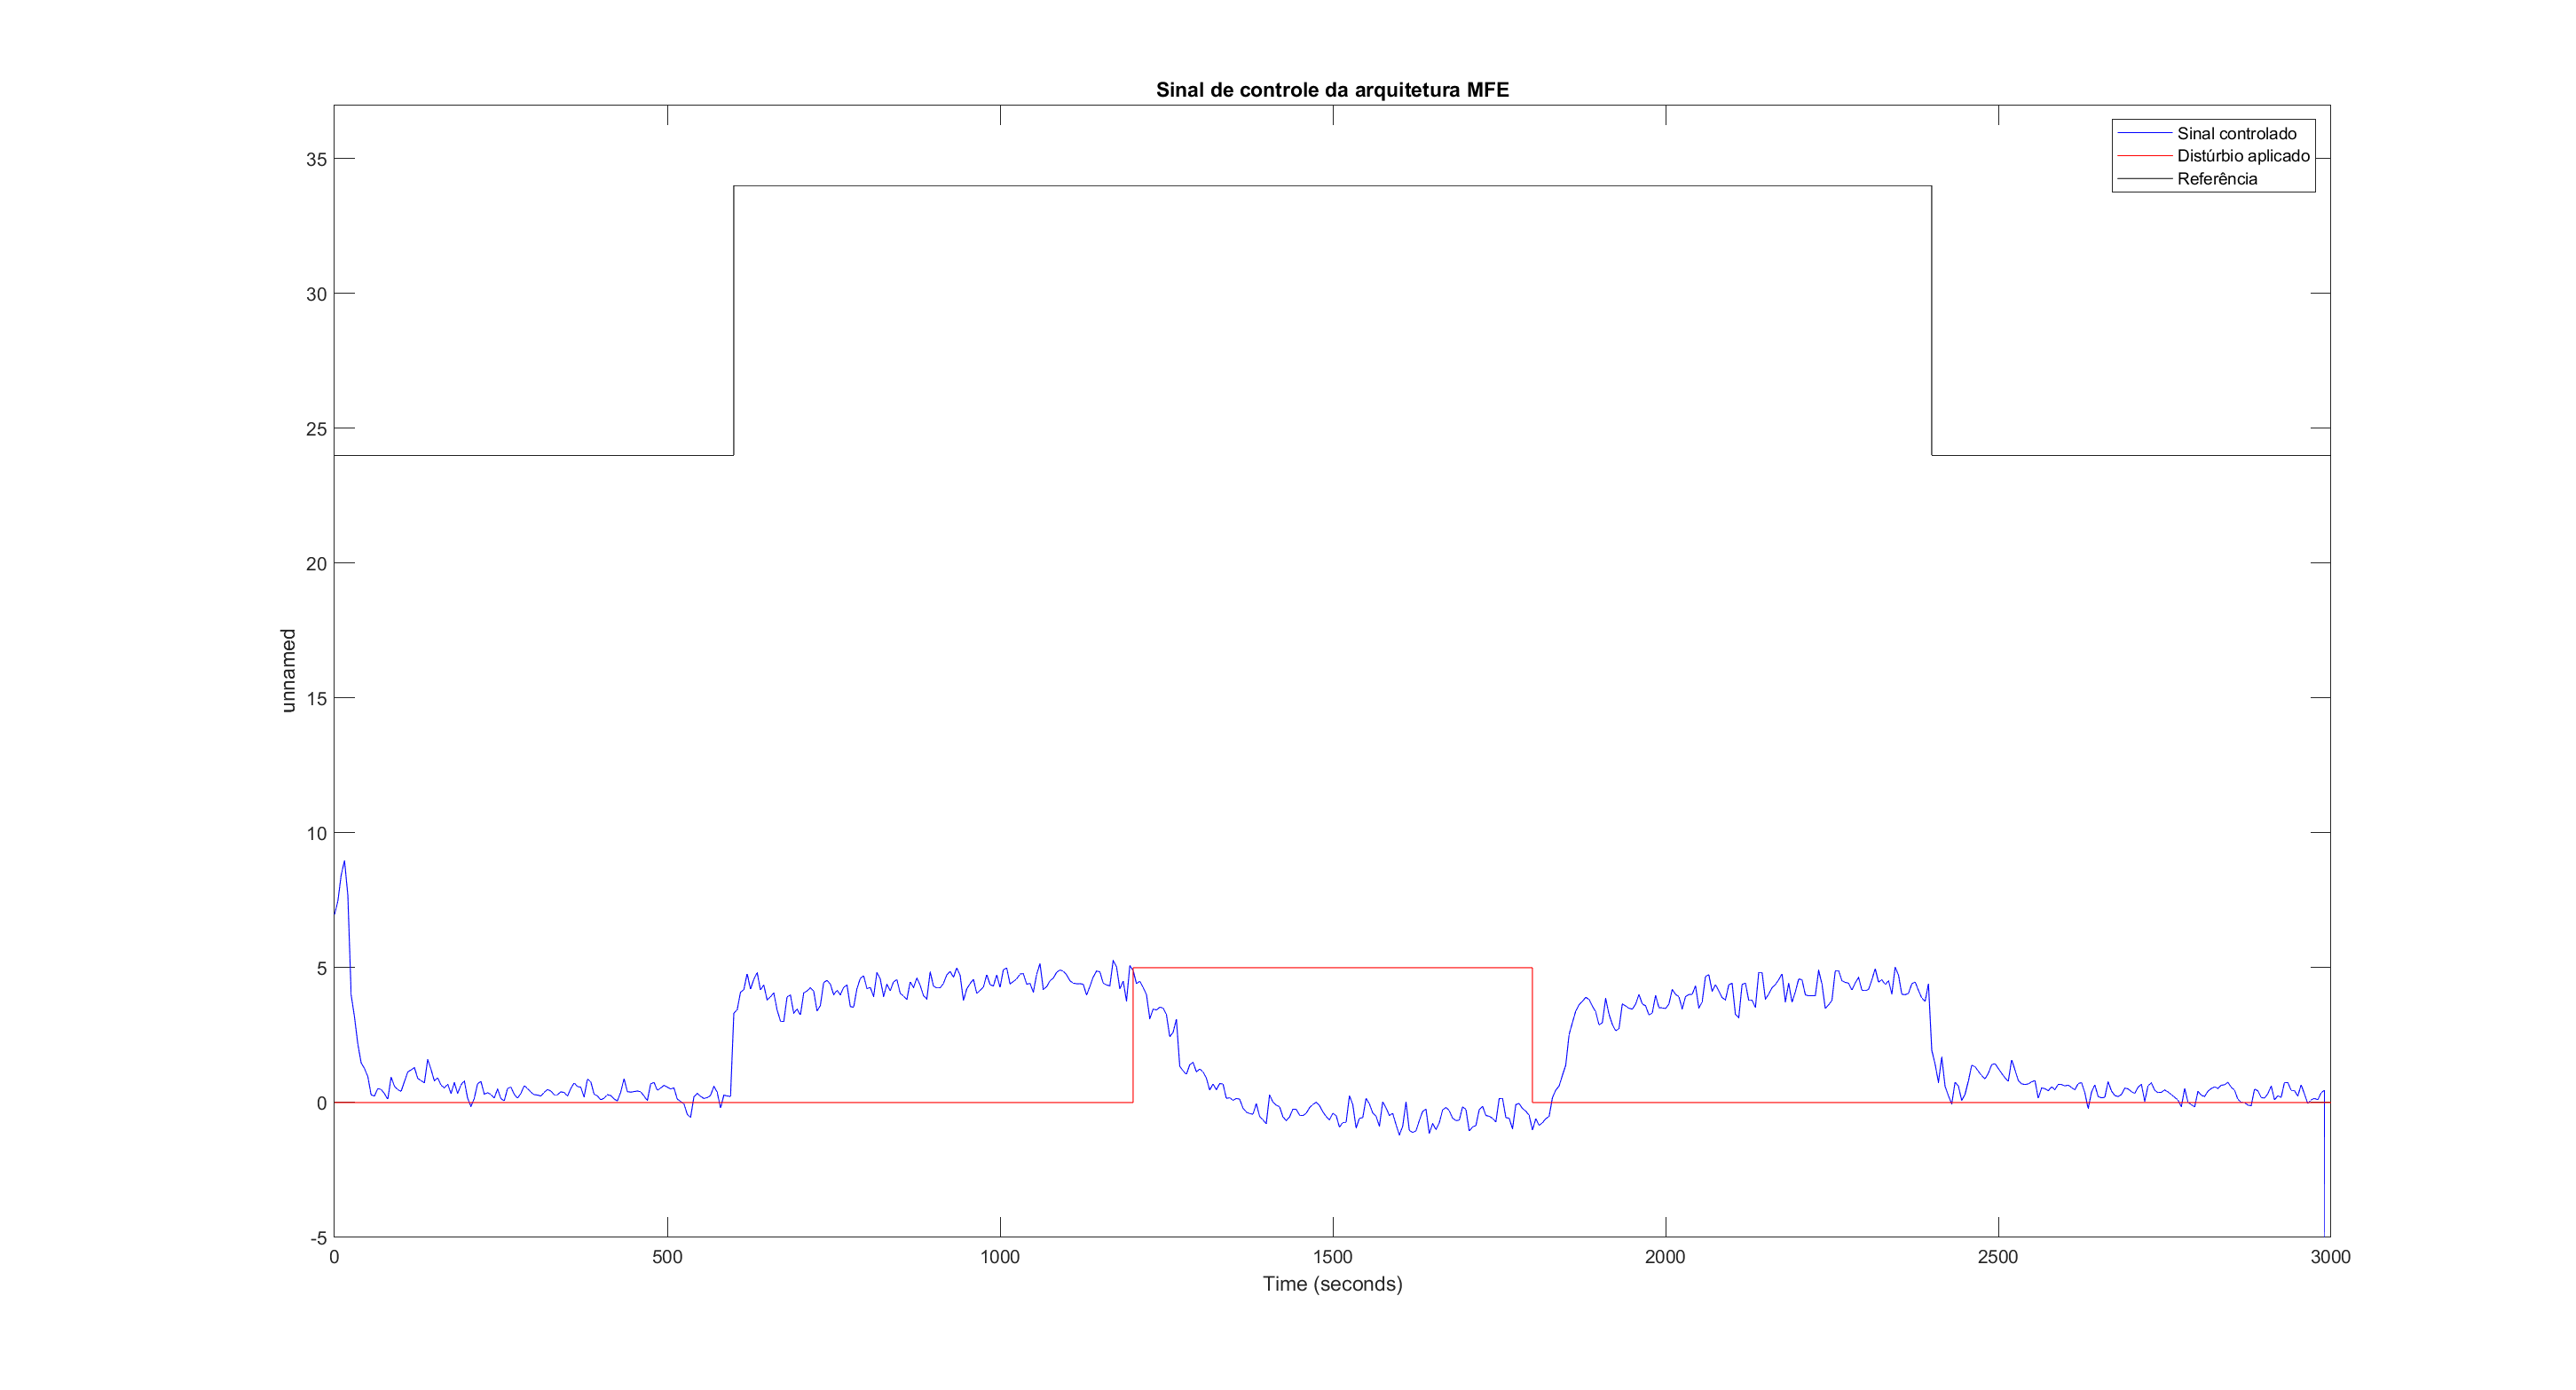 Sinal de controle da arquitetura MFE
Sinal controlado
Distúrbio aplicado
Referência
35
30
25
20
15
10
5
0
-5
unnamed
0 500 1000 1500 2000 2500 3000
Time (seconds)